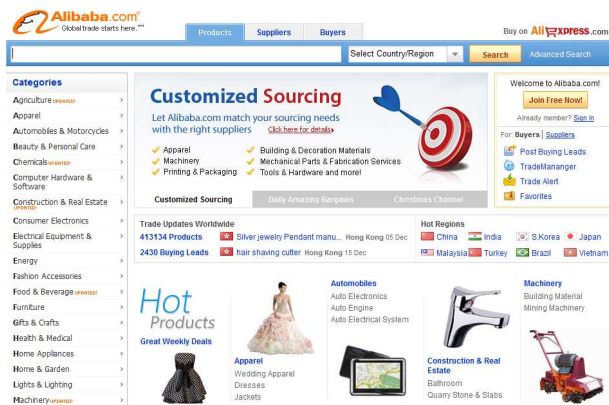 Alibaba.com®
Global trade starts here.™
Products
Suppliers
Buyers
Buy on AliExpress.com
Select Country/Region
Search
Advanced Search
Categories
Agriculture UPDATED!
Apparel
Automobiles & Motorcycles
Beauty & Personal Care
Chemicals UPDATED!
Computer Hardware &
Software
Construction & Real Estate
UPDATED!
Consumer Electronics
Electrical Equipment &
Supplies
Energy
Fashion Accessories
Food & Beverage UPDATED!
Furniture
Gifts & Crafts
Health & Medical
Home Appliances
Home & Garden
Lights & Lighting
Machinery UPDATED!
Customized Sourcing
Let Alibaba.com match your sourcing needs
with the right suppliers Click here for details
Apparel
Machinery
Printing & Packaging
Building & Decoration Materials
Mechanical Parts & Fabrication Services
Tools & Hardware and more!
Customized Sourcing
Daily Amazing Bargains
Christmas Channel
Welcome to Alibaba.com!
Join Free Now!
Already member? Sign in
For: Buyers | Suppliers
Post Buying Leads
TradeMananger
Trade Alert
Favorites
Trade Updates Worldwide
413134 Products
Silver jewelry Pendant manu... Hong Kong 05 Dec
2430 Buying Leads
hair shaving cutter Hong Kong 15 Dec
Hot Regions
China
India
S.Korea
Japan
Malaysia
Turkey
Brazil
Vietnam
Hot
Products
Great Weekly Deals
Apparel
Wedding Apparel
Dresses
Jackets
Automobiles
Auto Electronics
Auto Engine
Auto Electrical System
Construction & Real
Estate
Bathroom
Quarry Stone & Slabs
Machinery
Building Material
Mining Machinery